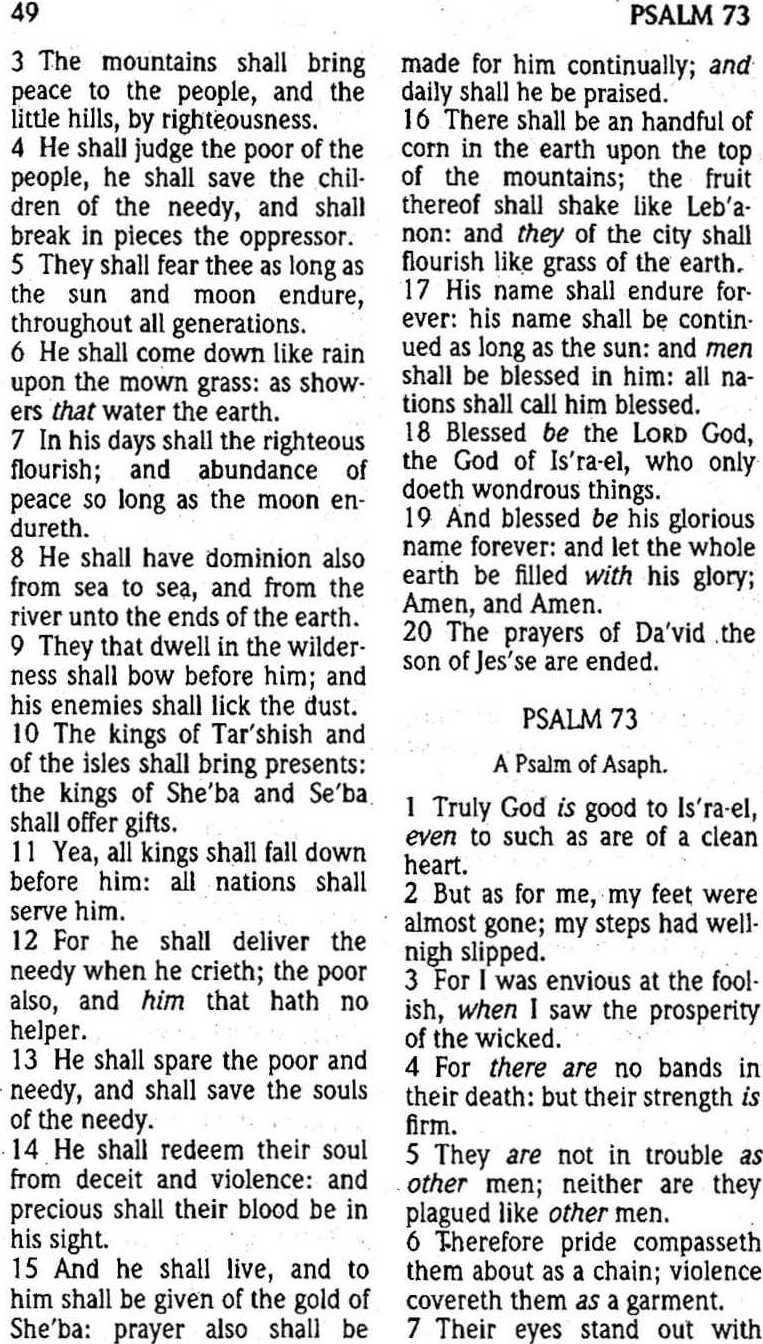 49
PSALM 73
3 The mountains shall bring
peace to the people, and the
little hills, by righteousness.
4 He shall judge the poor of the
people, he shall save the chil-
dren of the needy, and shall
break in pieces the oppressor.
5 They shall fear thee as long as
the sun and moon endure,
throughout all generations.
6 He shall come down like rain
upon the mown grass: as show-
ers that water the earth.
7 In his days shall the righteous
flourish; and abundance of
peace so long as the moon en-
dureth.
8 He shall have dominion also
from sea to sea, and from the
river unto the ends of the earth.
9 They that dwell in the wilder-
ness shall bow before him; and
his enemies shall lick the dust.
10 The kings of Tar'shish and
of the isles shall bring presents:
the kings of She'ba and Se'ba
shall offer gifts.
11 Yea, all kings shall fall down
before him: all nations shall
serve him.
12 For he shall deliver the
needy when he crieth; the poor
also, and him that hath no
helper.
13 He shall spare the poor and
needy, and shall save the souls
of the needy.
14 He shall redeem their soul
from deceit and violence: and
precious shall their blood be in
his sight.
15 And he shall live, and to
him shall be given of the gold of
She'ba: prayer also shall be
made for him continually; and
daily shall he be praised.
16 There shall be an handful of
corn in the earth upon the top
of the mountains; the fruit
thereof shall shake like Leb'a-
non: and they of the city shall
flourish like grass of the earth.
17 His name shall endure for-
ever: his name shall be contin-
ued as long as the sun: and men
shall be blessed in him: all na-
tions shall call him blessed.
18 Blessed be the LORD God,
the God of Is'ra-el, who only
doeth wondrous things.
19 And blessed be his glorious
name forever: and let the whole
earth be filled with his glory;
Amen, and Amen.
20 The prayers of Da'vid the
son of Jes'se are ended.
PSALM 73
A Psalm of Asaph.
1 Truly God is good to Is'ra-el,
even to such as are of a clean
heart.
2 But as for me, my feet were
almost gone; my steps had well-
nigh slipped.
3 For I was envious at the fool-
ish, when I saw the prosperity
of the wicked.
4 For there are no bands in
their death: but their strength is
firm.
5 They are not in trouble as
other men; neither are they
plagued like other men.
6 Therefore pride compasseth
them about as a chain; violence
covereth them as a garment.
7 Their eyes stand out with